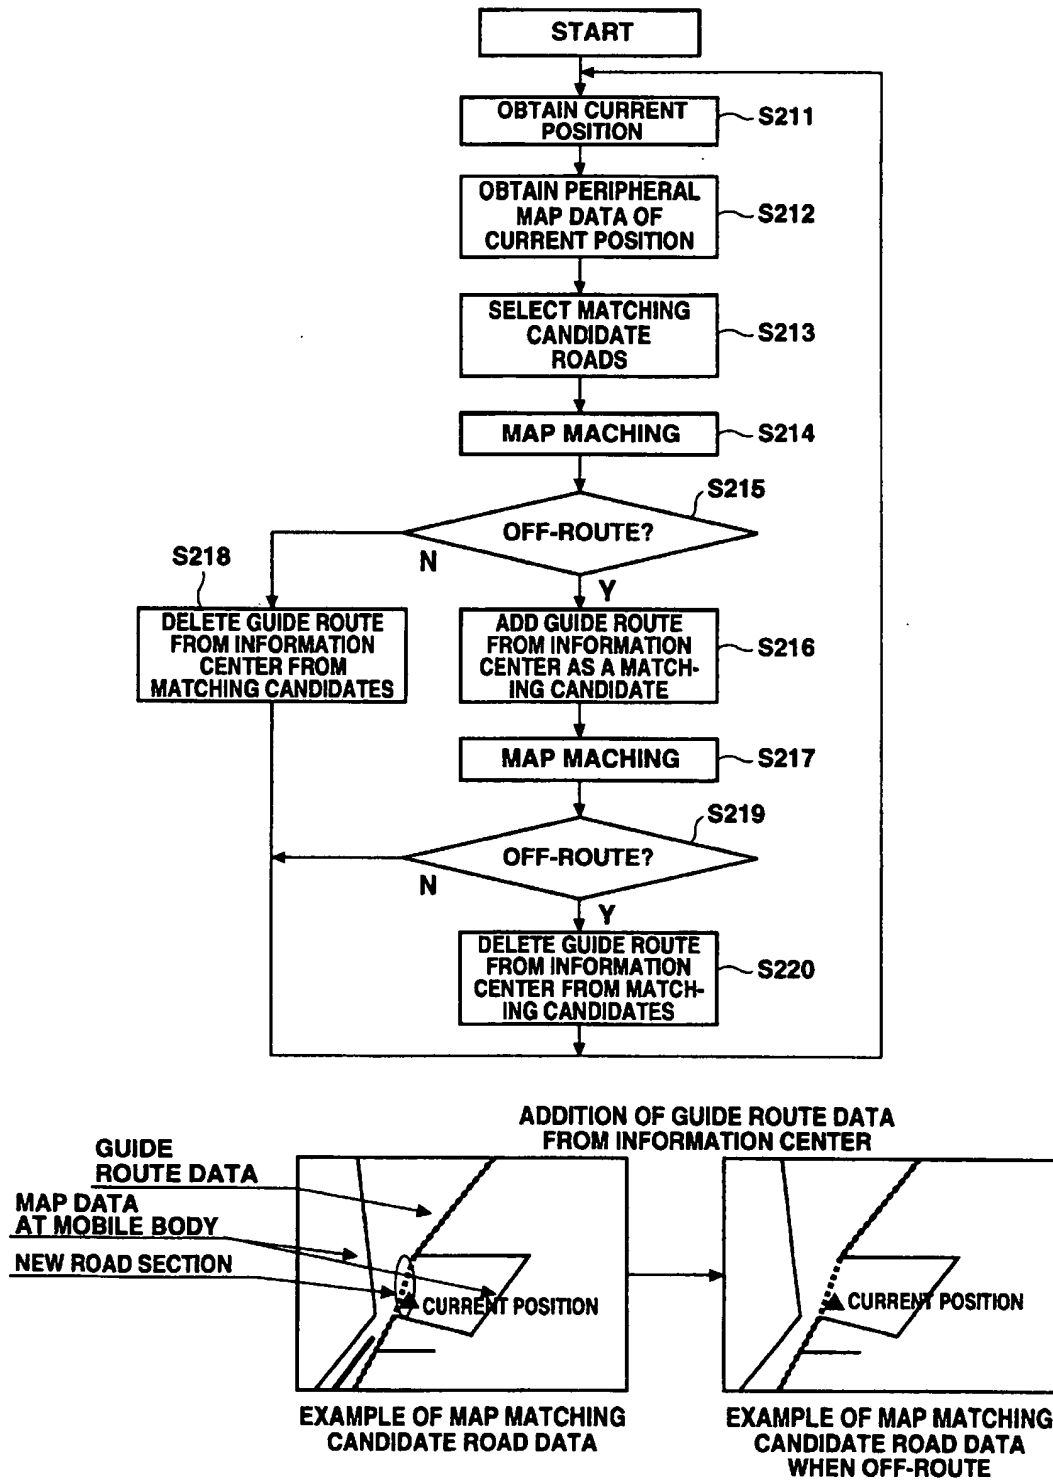 START
OBTAIN CURRENT
POSITION
S211
OBTAIN PERIPHERAL
MAP DATA OF
CURRENT POSITION
S212
SELECT MATCHING
CANDIDATE
ROADS
S213
MAP MACHING
S214
S215
OFF-ROUTE?
N
Y
S218
DELETE GUIDE ROUTE
FROM INFORMATION
CENTER FROM
MATCHING CANDIDATES
ADD GUIDE ROUTE
FROM INFORMATION
CENTER AS A MATCH-
ING CANDIDATE
S216
MAP MACHING
S217
S219
OFF-ROUTE?
N
Y
DELETE GUIDE ROUTE
FROM INFORMATION
CENTER FROM MATCH-
ING CANDIDATES
S220
ADDITION OF GUIDE ROUTE DATA
FROM INFORMATION CENTER
GUIDE
ROUTE DATA
MAP DATA
AT MOBILE BODY
NEW ROAD SECTION
CURRENT POSITION
CURRENT POSITION
EXAMPLE OF MAP MATCHING
CANDIDATE ROAD DATA
EXAMPLE OF MAP MATCHING
CANDIDATE ROAD DATA
WHEN OFF-ROUTE